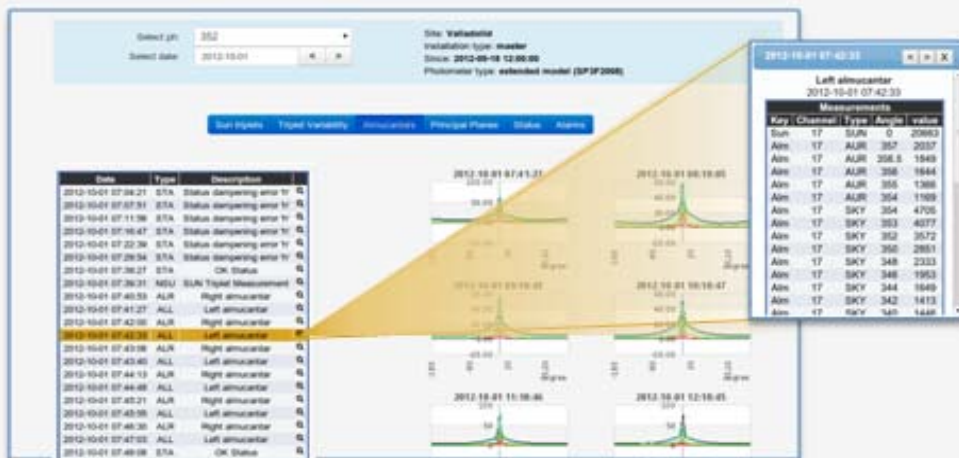 Select ph: 352
Select date: 2012-10-01 < >
Site: Valladolid
Installation type: master
Since: 2012-09-18 12:00:00
Photometer type: extended model (SP3F2008)
Sun triplets Triplet Variability Almucantars Principal Planes Status Alarms
Date Type Description
2012-10-01 07:04:21 STA Status dampening error 'H'
2012-10-01 07:07:51 STA Status dampening error 'H'
2012-10-01 07:11:56 STA Status dampening error 'H'
2012-10-01 07:16:47 STA Status dampening error 'H'
2012-10-01 07:22:39 STA Status dampening error 'H'
2012-10-01 07:29:54 STA Status dampening error 'H'
2012-10-01 07:38:27 STA OK Status
2012-10-01 07:39:31 NSU SUN Triplet Measurement
2012-10-01 07:40:53 ALR Right almucantar
2012-10-01 07:41:27 ALL Left almucantar
2012-10-01 07:42:00 ALR Right almucantar
2012-10-01 07:42:33 ALL Left almucantar
2012-10-01 07:43:06 ALR Right almucantar
2012-10-01 07:43:40 ALL Left almucantar
2012-10-01 07:44:13 ALR Right almucantar
2012-10-01 07:44:48 ALL Left almucantar
2012-10-01 07:45:21 ALR Right almucantar
2012-10-01 07:45:55 ALL Left almucantar
2012-10-01 07:46:30 ALR Right almucantar
2012-10-01 07:47:03 ALL Left almucantar
2012-10-01 07:48:08 STA OK Status
2012-10-01 07:41:27
2012-10-01 08:10:05
degree
degree
2012-10-01 11:10:46
2012-10-01 12:10:45
2012-10-01 07:42:33 < > X
Left almucantar
2012-10-01 07:42:33
Measurements
Key Channel Type Angle value
Sun 17 SUN 0 20663
Alm 17 AUR 357 2037
Alm 17 AUR 356.5 1849
Alm 17 AUR 356 1644
Alm 17 AUR 355 1366
Alm 17 AUR 354 1169
Alm 17 SKY 354 4705
Alm 17 SKY 353 4077
Alm 17 SKY 352 3572
Alm 17 SKY 350 2851
Alm 17 SKY 348 2333
Alm 17 SKY 346 1953
Alm 17 SKY 344 1649
Alm 17 SKY 342 1413
Alm 17 SKY 340 1446